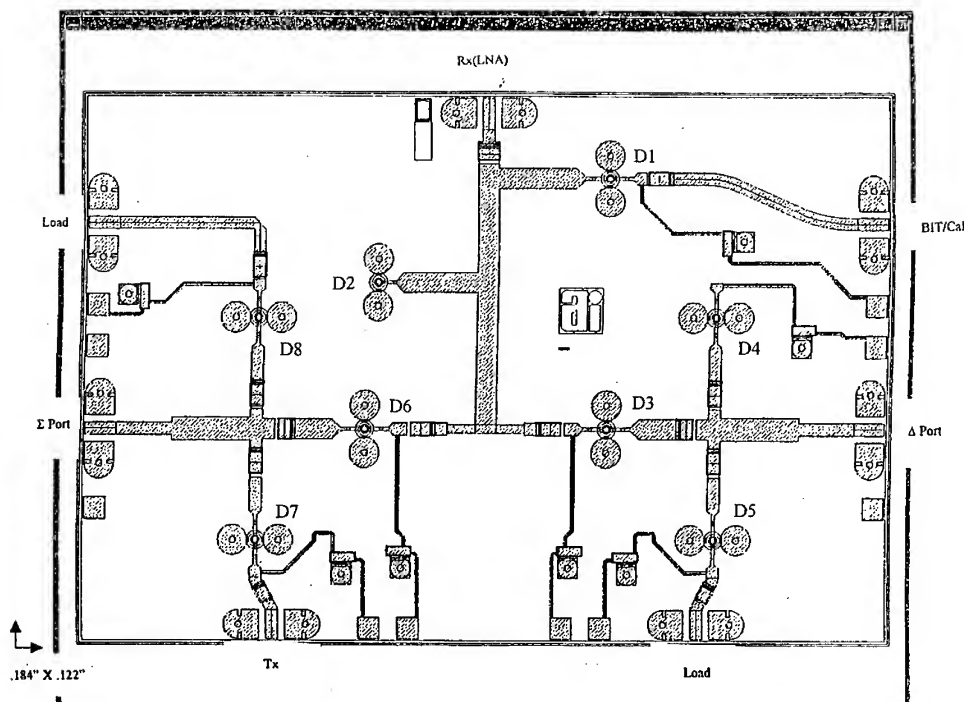 Rx(LNA)
D1
Load
BIT/Cal
D2
D8
D4
D6
D3
Σ Port
Δ Port
D7
D5
Tx
Load
.184" X .122"